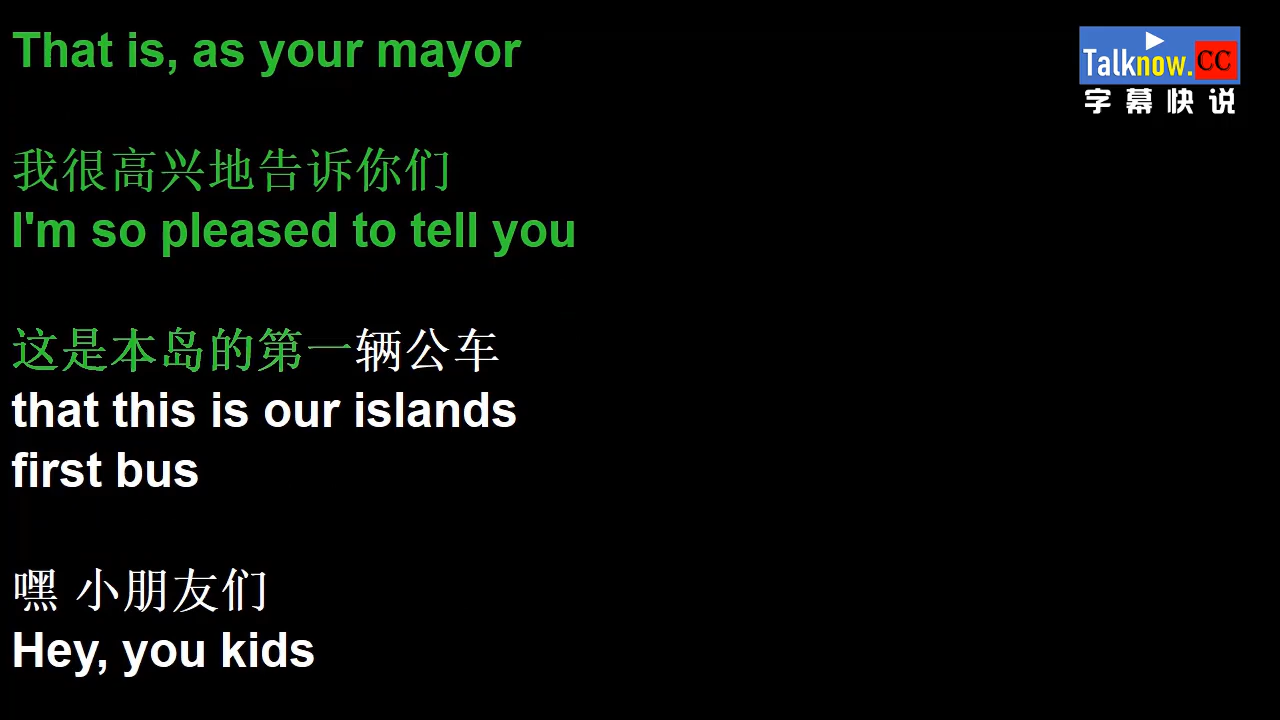 That is, as your mayor
Talknow.CC
字幕快说
我很高兴地告诉你们
I'm so pleased to tell you
这是本岛的第一辆公车
that this is our islands
first bus
嘿 小朋友们
Hey, you kids